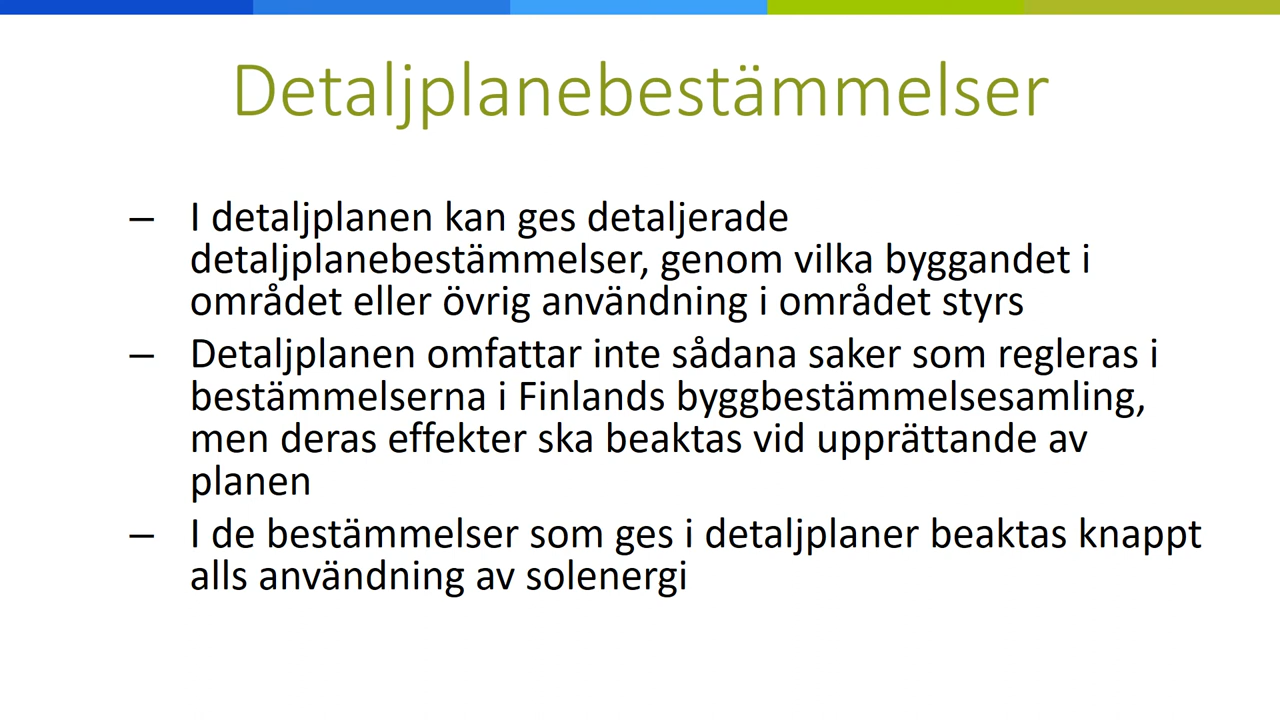 Detaljplanebestämmelser
– I detaljplanen kan ges detaljerade
detaljplanebestämmelser, genom vilka byggandet i
området eller övrig användning i området styrs
– Detaljplanen omfattar inte sådana saker som regleras i
bestämmelserna i Finlands byggbestämmelsesamling,
men deras effekter ska beaktas vid upprättande av
planen
– I de bestämmelser som ges i detaljplaner beaktas knappt
alls användning av solenergi